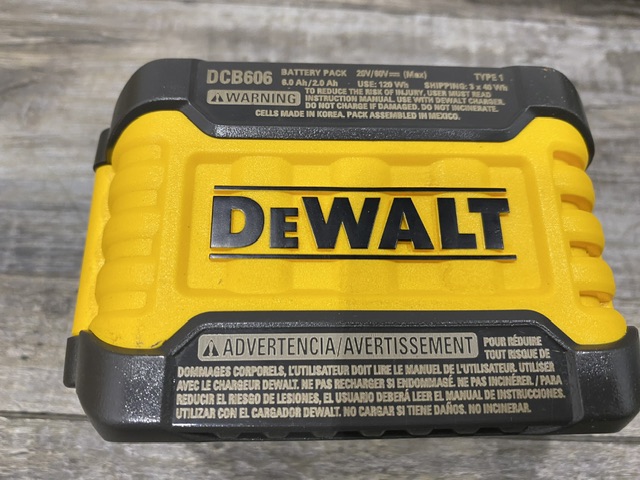 DCB606 BATTERY PACK 20V/60V⎓ (Max) TYPE 1
6.0 Ah/2.0 Ah USE: 120 Wh SHIPPING: 3 x 40 Wh
⚠WARNING TO REDUCE THE RISK OF INJURY, USER MUST READ
INSTRUCTION MANUAL. USE WITH DEWALT CHARGER.
DO NOT CHARGE IF DAMAGED. DO NOT INCINERATE.
CELLS MADE IN KOREA. PACK ASSEMBLED IN MEXICO.
DEWALT
⚠ADVERTENCIA/AVERTISSEMENT POUR RÉDUIRE
TOUT RISQUE DE
DOMMAGES CORPORELS, L'UTILISATEUR DOIT LIRE LE MANUEL DE L'UTILISATEUR. UTILISER
AVEC LE CHARGEUR DEWALT. NE PAS RECHARGER SI ENDOMMAGÉ. NE PAS INCINÉRER. / PARA
REDUCIR EL RIESGO DE LESIONES, EL USUARIO DEBERÁ LEER EL MANUAL DE INSTRUCCIONES.
UTILIZAR CON EL CARGADOR DEWALT. NO CARGAR SI TIENE DAÑOS. NO INCINERAR.